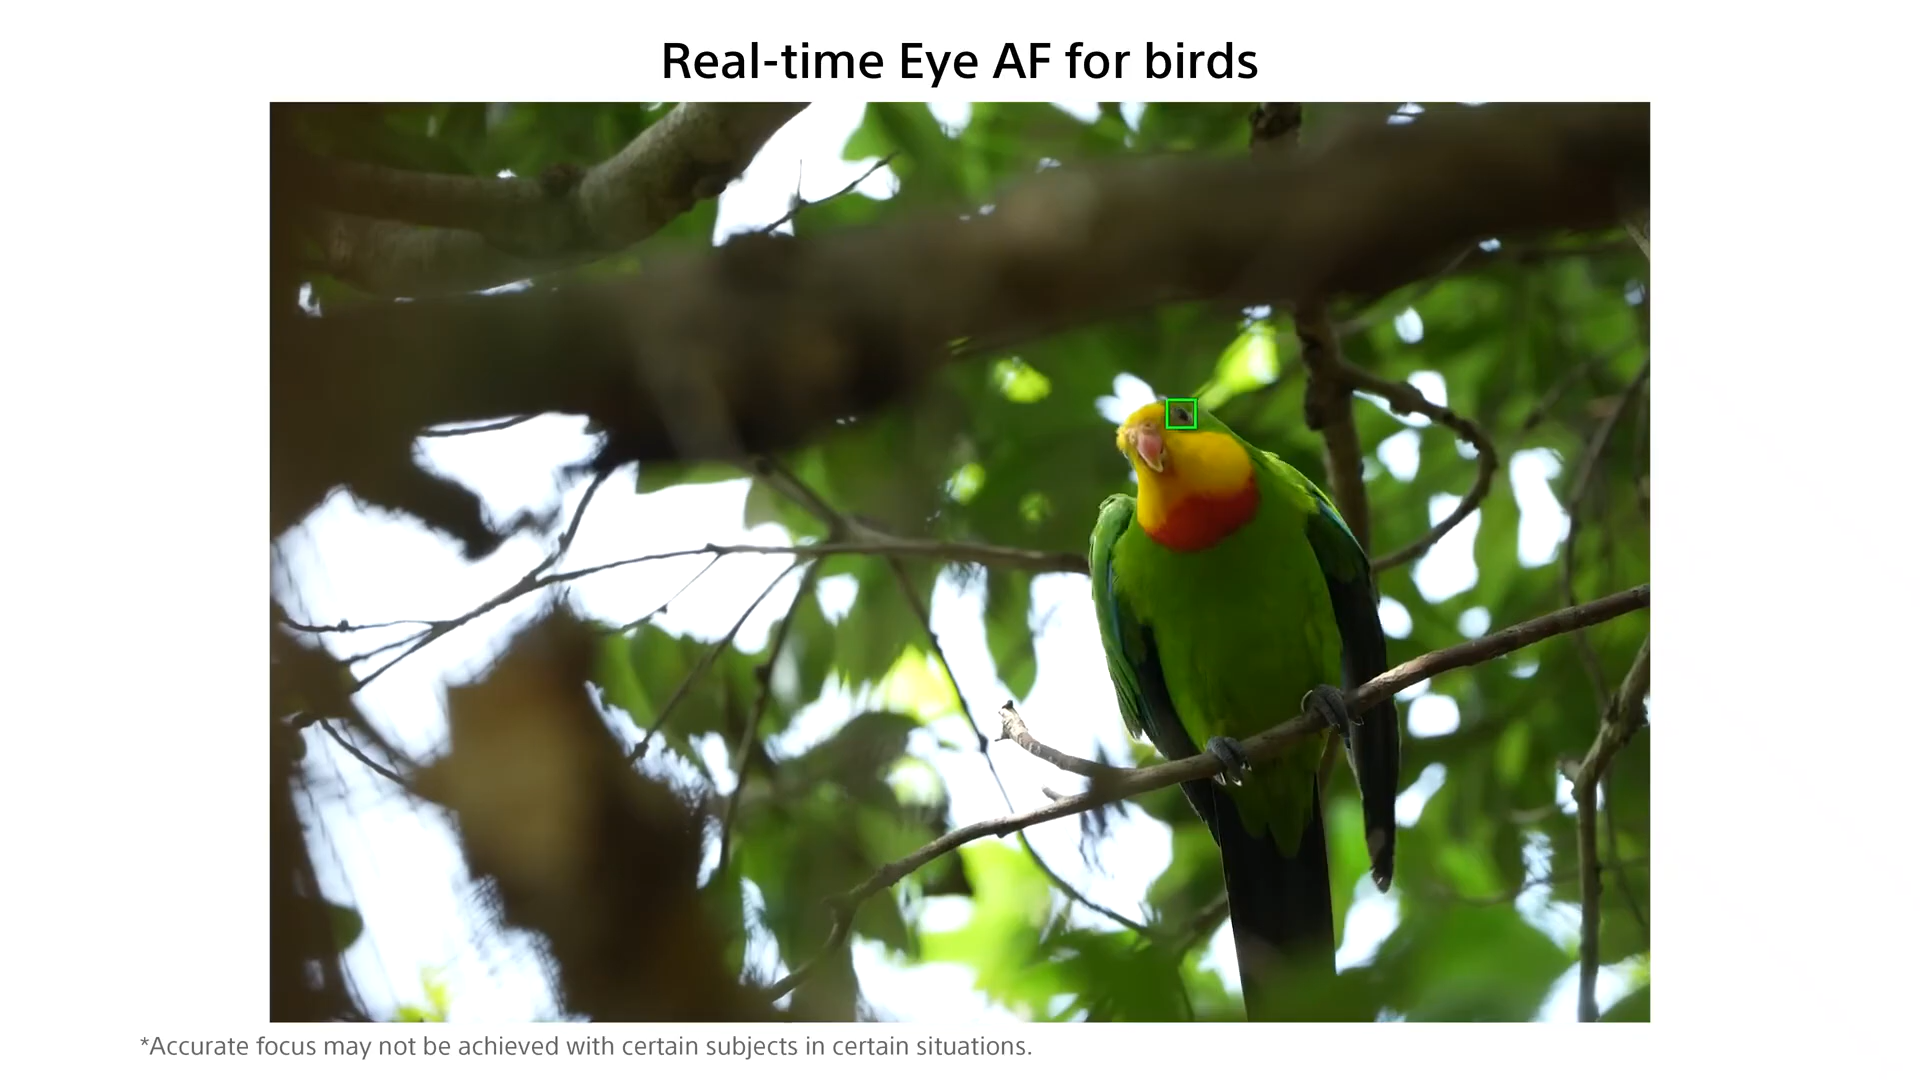 Real-time Eye AF for birds
*Accurate focus may not be achieved with certain subjects in certain situations.